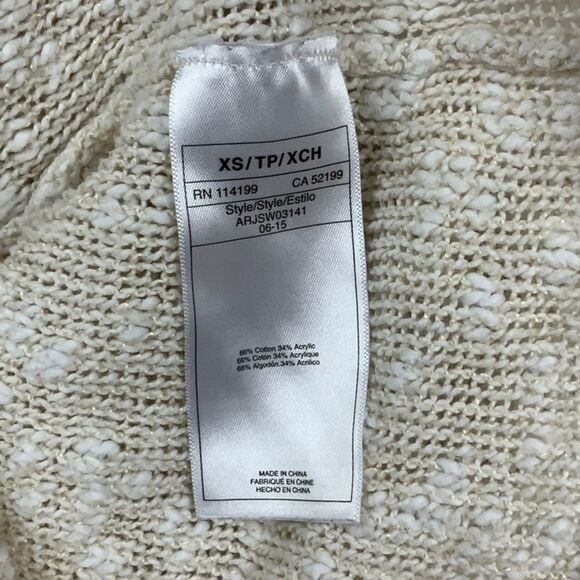 XS/TP/XCH
RN 114199 CA 52199
Style/Style/Estilo
ARJSW03141
06-15
66% Cotton 34% Acrylic
66% Coton 34% Acrylique
66% Algodón 34% Acrílico
MADE IN CHINA
FABRIQUÉ EN CHINE
HECHO EN CHINA